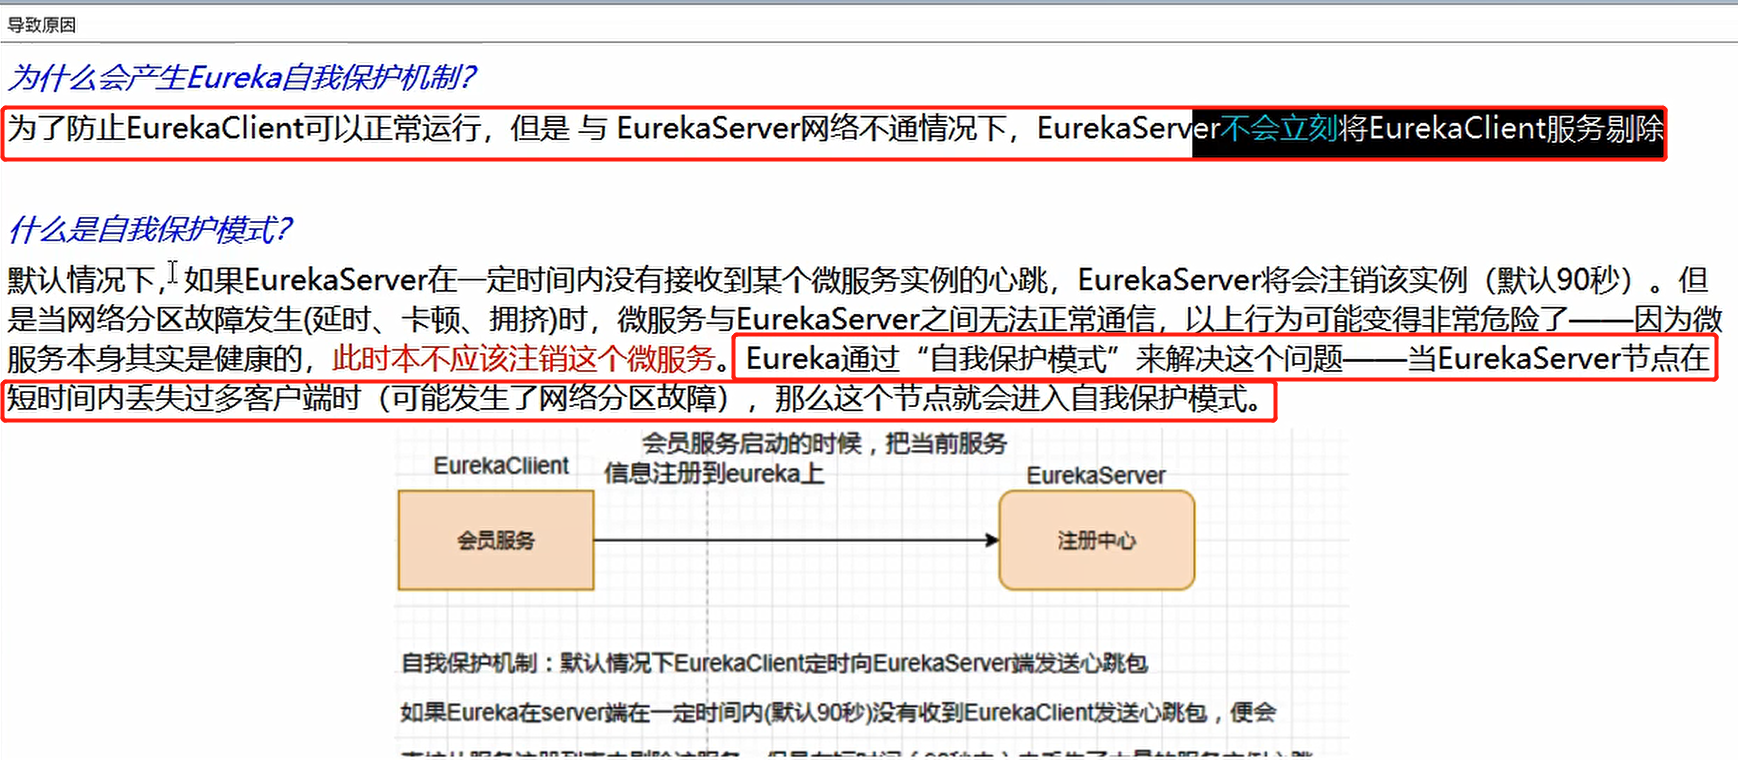 导致原因
为什么会产生Eureka自我保护机制?
为了防止EurekaClient可以正常运行，但是 与 EurekaServer网络不通情况下，EurekaServer不会立刻将EurekaClient服务剔除
什么是自我保护模式?
默认情况下，如果EurekaServer在一定时间内没有接收到某个微服务实例的心跳，EurekaServer将会注销该实例（默认90秒）。但
是当网络分区故障发生(延时、卡顿、拥挤)时，微服务与EurekaServer之间无法正常通信，以上行为可能变得非常危险了——因为微
服务本身其实是健康的，此时本不应该注销这个微服务。Eureka通过“自我保护模式”来解决这个问题——当EurekaServer节点在
短时间内丢失过多客户端时（可能发生了网络分区故障），那么这个节点就会进入自我保护模式。
会员服务启动的时候，把当前服务
信息注册到eureka上
EurekaCliient
EurekaServer
会员服务
注册中心
自我保护机制：默认情况下EurekaClient定时向EurekaServer端发送心跳包
如果Eureka在server端在一定时间内(默认90秒)没有收到EurekaClient发送心跳包，便会